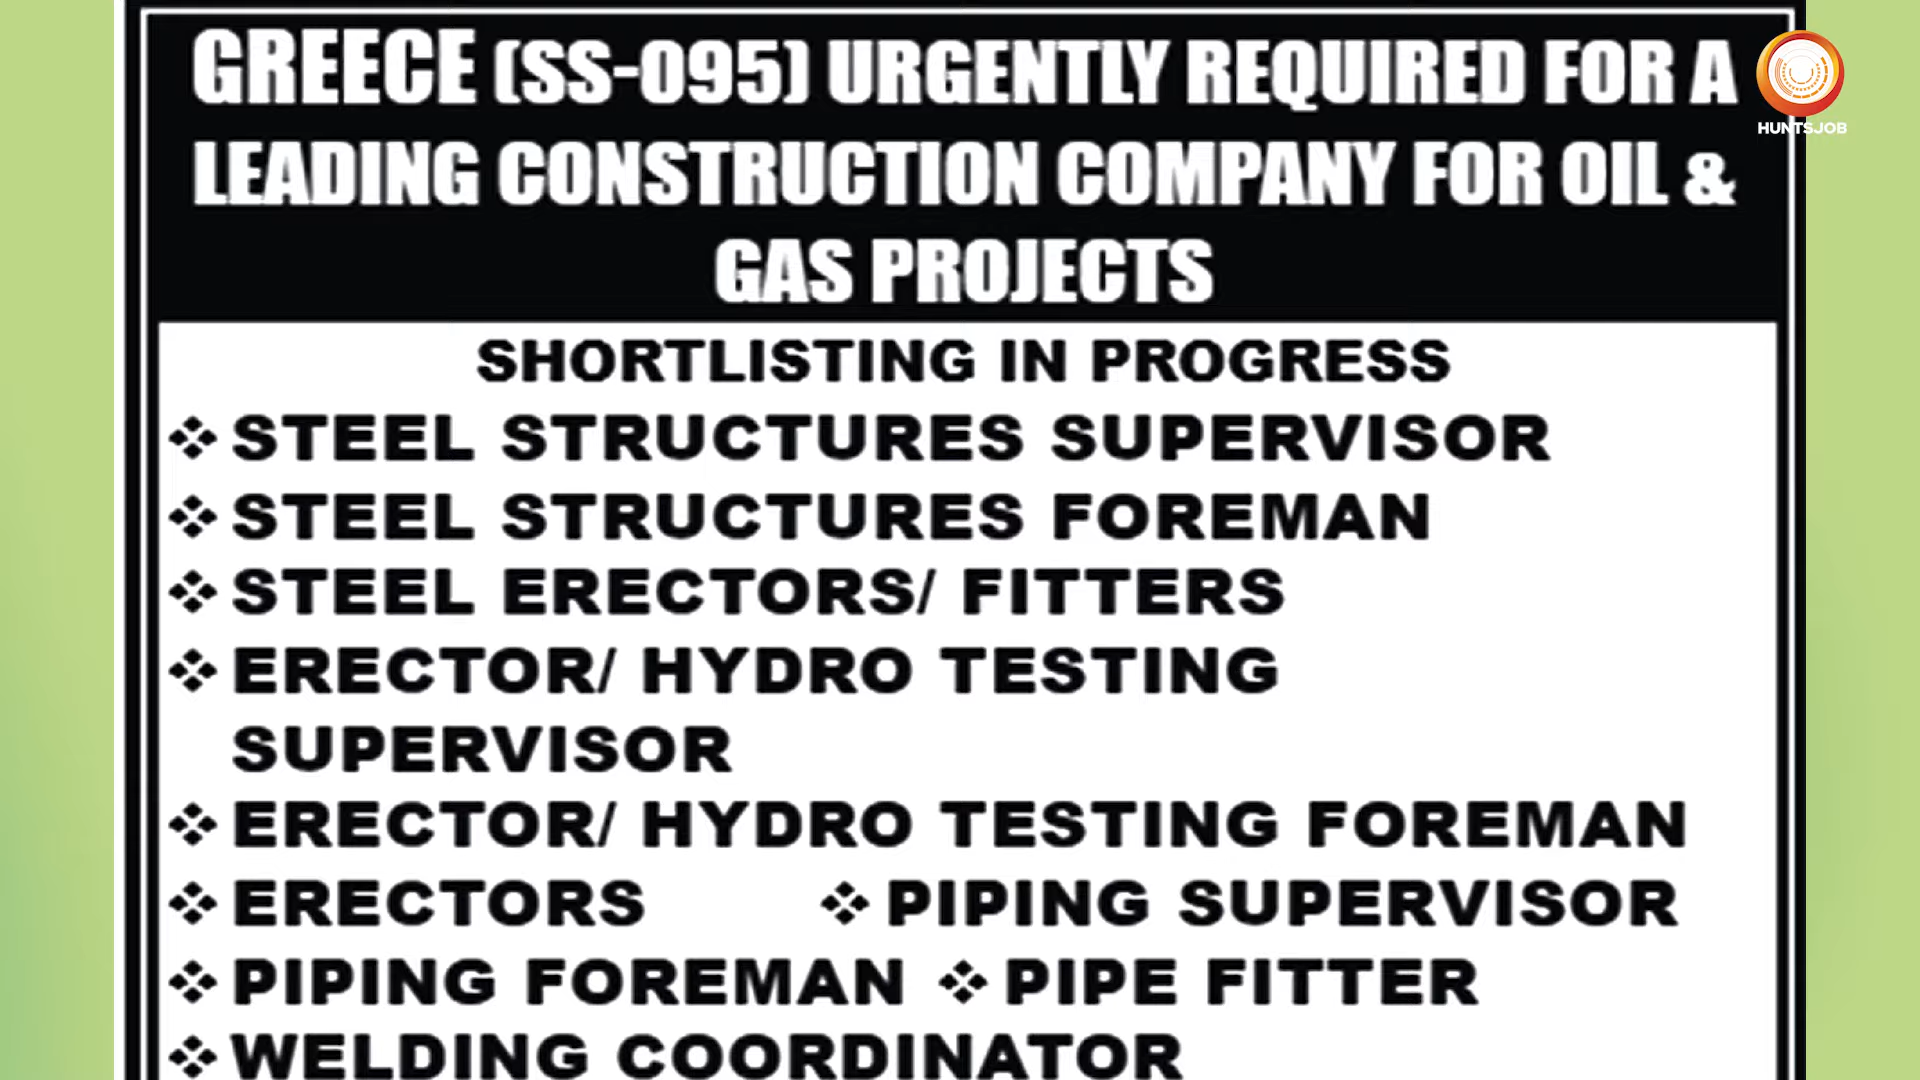 GREECE (SS-095) URGENTLY REQUIRED FOR A
LEADING CONSTRUCTION COMPANY FOR OIL &
GAS PROJECTS
HUNTSJOB
SHORTLISTING IN PROGRESS
❖ STEEL STRUCTURES SUPERVISOR
❖ STEEL STRUCTURES FOREMAN
❖ STEEL ERECTORS/ FITTERS
❖ ERECTOR/ HYDRO TESTING
SUPERVISOR
❖ ERECTOR/ HYDRO TESTING FOREMAN
❖ ERECTORS ❖ PIPING SUPERVISOR
❖ PIPING FOREMAN ❖ PIPE FITTER
❖ WELDING COORDINATOR